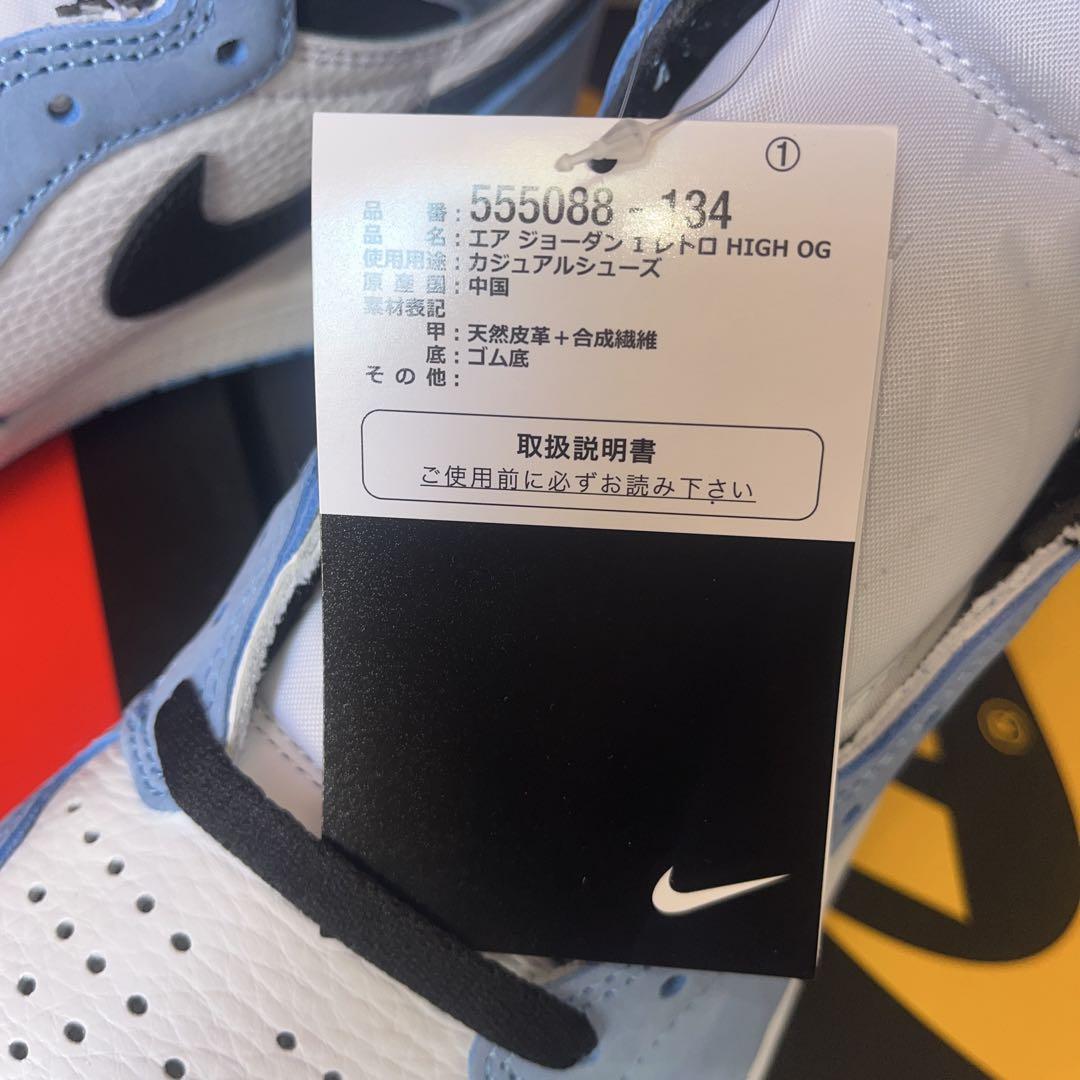 ①
品番:555088-134
品名:エア ジョーダン 1 レトロ HIGH OG
使用用途:カジュアルシューズ
原産国:中国
素材表記
甲:天然皮革+合成繊維
底:ゴム底
その他:
取扱説明書
ご使用前に必ずお読み下さい